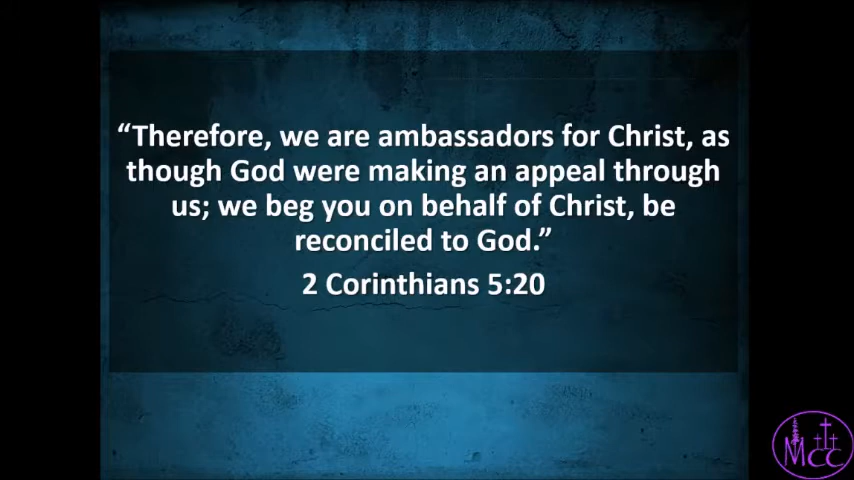 “Therefore, we are ambassadors for Christ, as
though God were making an appeal through
us; we beg you on behalf of Christ, be
reconciled to God.”
2 Corinthians 5:20
MCC